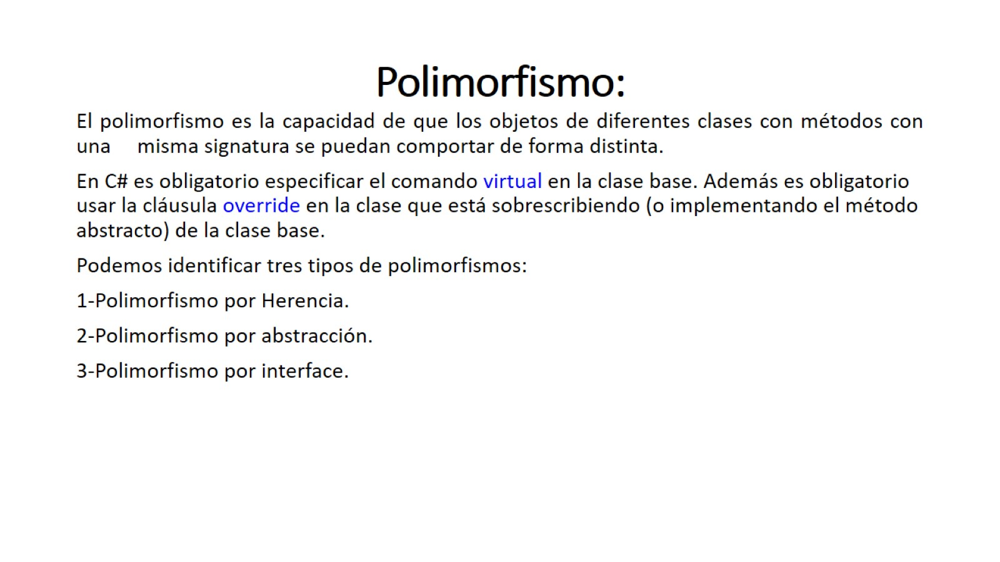 Polimorfismo:
El polimorfismo es la capacidad de que los objetos de diferentes clases con métodos con
una misma signatura se puedan comportar de forma distinta.
En C# es obligatorio especificar el comando virtual en la clase base. Además es obligatorio
usar la cláusula override en la clase que está sobrescribiendo (o implementando el método
abstracto) de la clase base.
Podemos identificar tres tipos de polimorfismos:
1-Polimorfismo por Herencia.
2-Polimorfismo por abstracción.
3-Polimorfismo por interface.